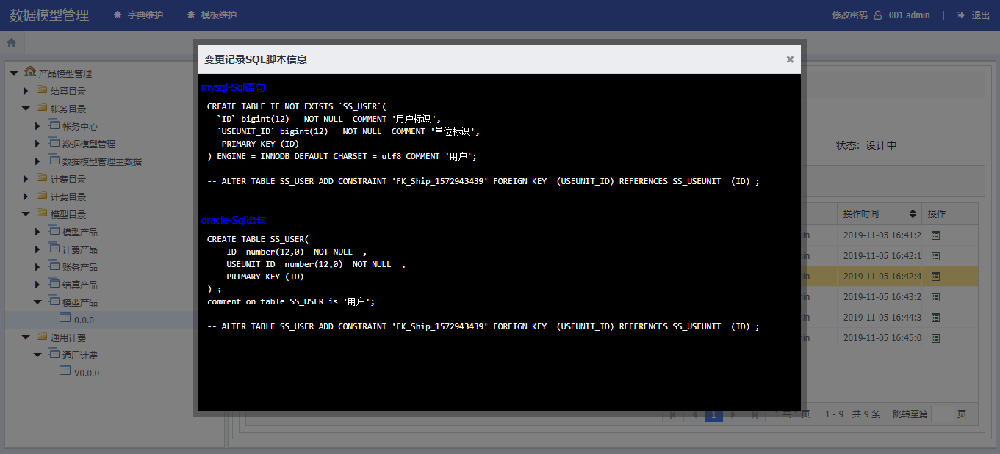 数据模型管理
字典维护
模板维护
修改密码
001 admin
|
退出
变更记录SQL脚本信息
产品模型管理
结算目录
帐务目录
帐务中心
数据模型管理
数据模型管理主数据
计费目录
计费目录
模型目录
模型产品
计费产品
账务产品
结算产品
模型产品
0.0.0
通用计费
通用计费
V0.0.0
mysql-Sql语句
CREATE TABLE IF NOT EXISTS `SS_USER`(
`ID` bigint(12)   NOT NULL  COMMENT '用户标识',
`USEUNIT_ID` bigint(12)   NOT NULL  COMMENT '单位标识',
PRIMARY KEY (ID)
) ENGINE = INNODB DEFAULT CHARSET = utf8 COMMENT '用户';
-- ALTER TABLE SS_USER ADD CONSTRAINT 'FK_Ship_1572943439' FOREIGN KEY  (USEUNIT_ID) REFERENCES SS_USEUNIT  (ID) ;
oracle-Sql语句
CREATE TABLE SS_USER(
ID  number(12,0)  NOT NULL  ,
USEUNIT_ID  number(12,0)  NOT NULL  ,
PRIMARY KEY (ID)
) ;
comment on table SS_USER is '用户';
-- ALTER TABLE SS_USER ADD CONSTRAINT 'FK_Ship_1572943439' FOREIGN KEY  (USEUNIT_ID) REFERENCES SS_USEUNIT  (ID) ;
状态：设计中
操作时间
操作
2019-11-05 16:41:2
2019-11-05 16:42:1
2019-11-05 16:42:4
2019-11-05 16:43:2
2019-11-05 16:44:3
2019-11-05 16:45:0
1
1 共 1 页
1 - 9
共 9 条
跳转至第
页